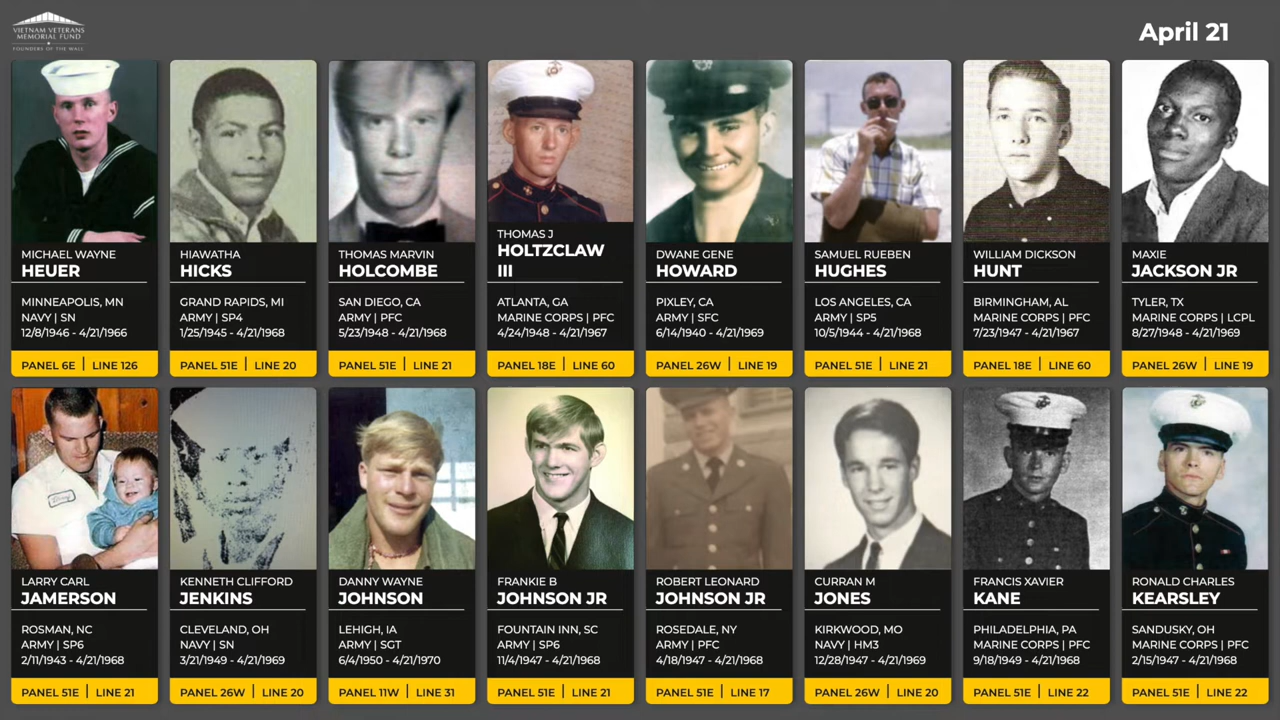 VIETNAM VETERANS
MEMORIAL FUND
FOUNDERS OF THE WALL
April 21
MICHAEL WAYNE
HEUER
MINNEAPOLIS, MN
NAVY | SN
12/8/1946 - 4/21/1966
PANEL 6E | LINE 126
HIAWATHA
HICKS
GRAND RAPIDS, MI
ARMY | SP4
1/25/1945 - 4/21/1968
PANEL 51E | LINE 20
THOMAS MARVIN
HOLCOMBE
SAN DIEGO, CA
ARMY | PFC
5/23/1948 - 4/21/1968
PANEL 51E | LINE 21
THOMAS J
HOLTZCLAW
III
ATLANTA, GA
MARINE CORPS | PFC
4/24/1948 - 4/21/1967
PANEL 18E | LINE 60
DWANE GENE
HOWARD
PIXLEY, CA
ARMY | SFC
6/14/1940 - 4/21/1969
PANEL 26W | LINE 19
SAMUEL RUEBEN
HUGHES
LOS ANGELES, CA
ARMY | SP5
10/5/1944 - 4/21/1968
PANEL 51E | LINE 21
WILLIAM DICKSON
HUNT
BIRMINGHAM, AL
MARINE CORPS | PFC
7/23/1947 - 4/21/1967
PANEL 18E | LINE 60
MAXIE
JACKSON JR
TYLER, TX
MARINE CORPS | LCPL
8/27/1948 - 4/21/1969
PANEL 26W | LINE 19
LARRY CARL
JAMERSON
ROSMAN, NC
ARMY | SP6
2/11/1943 - 4/21/1968
PANEL 51E | LINE 21
KENNETH CLIFFORD
JENKINS
CLEVELAND, OH
NAVY | SN
3/21/1949 - 4/21/1969
PANEL 26W | LINE 20
DANNY WAYNE
JOHNSON
LEHIGH, IA
ARMY | SGT
6/4/1950 - 4/21/1970
PANEL 11W | LINE 31
FRANKIE B
JOHNSON JR
FOUNTAIN INN, SC
ARMY | SP6
11/4/1947 - 4/21/1968
PANEL 51E | LINE 21
ROBERT LEONARD
JOHNSON JR
ROSEDALE, NY
ARMY | PFC
4/18/1947 - 4/21/1968
PANEL 51E | LINE 17
CURRAN M
JONES
KIRKWOOD, MO
NAVY | HM3
12/28/1947 - 4/21/1969
PANEL 26W | LINE 20
FRANCIS XAVIER
KANE
PHILADELPHIA, PA
MARINE CORPS | PFC
9/18/1949 - 4/21/1968
PANEL 51E | LINE 22
RONALD CHARLES
KEARSLEY
SANDUSKY, OH
MARINE CORPS | PFC
2/15/1947 - 4/21/1968
PANEL 51E | LINE 22